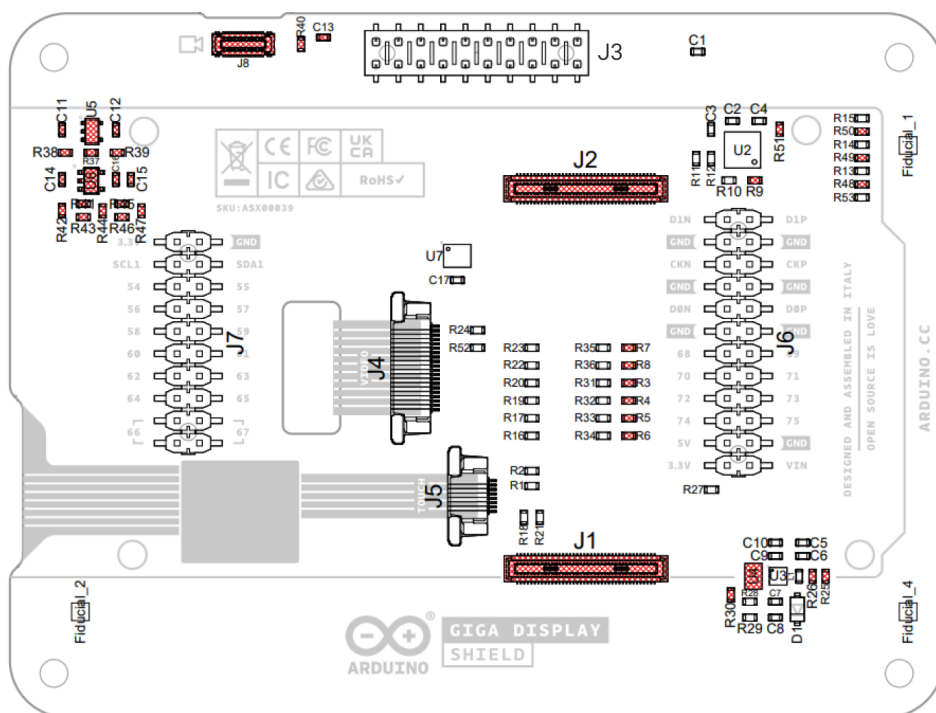 R40
C13
J8
J3
C1
C11
U5
C12
R38
R37
R39
C14
C16
C15
R42
R43
R44
R46
R47
CE
FC
UK
CA
IC
RoHS✓
SKU:ASX00039
J2
C3
C2
C4
U2
R51
R11
R12
R10
R9
R15
R50
R14
R49
R13
R48
R53
Fiducial_1
GND
SCL1
SDA1
54
55
56
57
58
60
62
63
64
65
66
67
J7
U7
C17
VIDEO
J4
R24
R52
R23
R22
R20
R19
R17
R16
R2
R1
R18
R21
R35
R36
R31
R32
R33
R34
R7
R8
R3
R4
R5
R6
D1N
D1P
GND
GND
CKN
CKP
GND
GND
D0N
D0P
GND
GND
68
70
71
72
73
74
75
5V
GND
3.3V
VIN
J6
R27
DESIGNED AND ASSEMBLED IN ITALY
OPEN SOURCE IS LOVE
ARDUINO.CC
TOUCH
J5
J1
C10
C9
C5
C6
U3
R28
C7
R26
R25
R30
R29
C8
D1
Fiducial_2
Fiducial_4
ARDUINO
GIGA DISPLAY
SHIELD